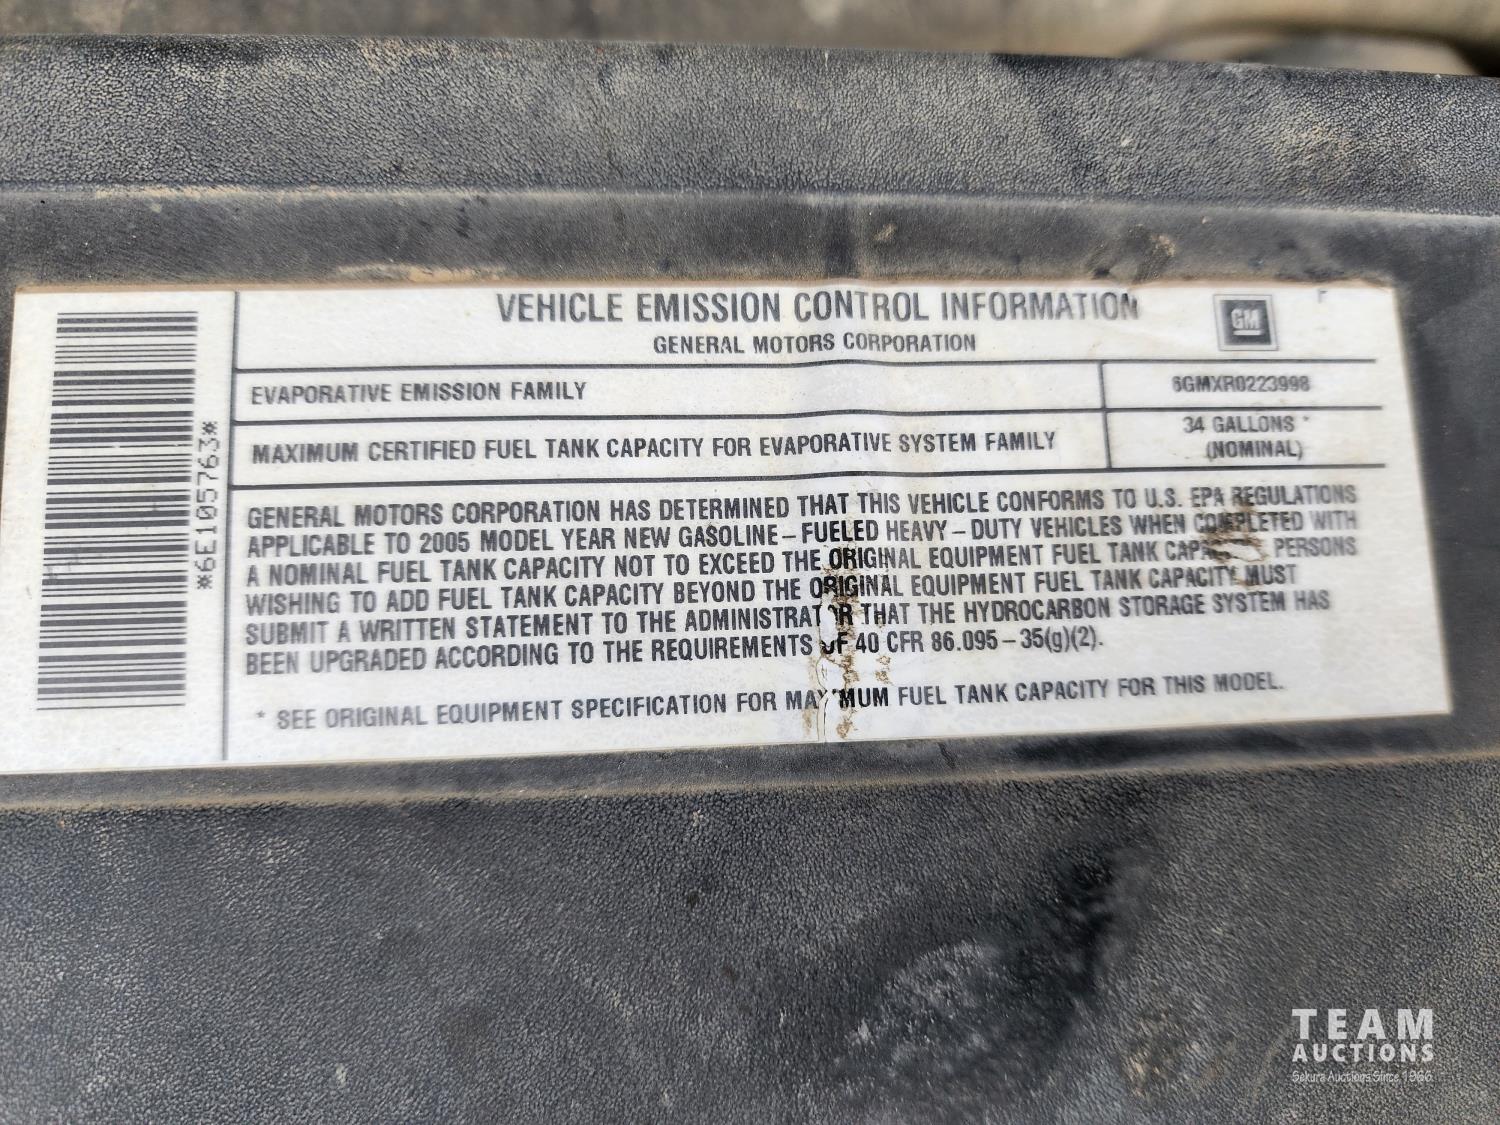 VEHICLE EMISSION CONTROL INFORMATION
GM
GENERAL MOTORS CORPORATION
EVAPORATIVE EMISSION FAMILY
6GMXR0223998
MAXIMUM CERTIFIED FUEL TANK CAPACITY FOR EVAPORATIVE SYSTEM FAMILY
34 GALLONS *
(NOMINAL)
GENERAL MOTORS CORPORATION HAS DETERMINED THAT THIS VEHICLE CONFORMS TO U.S. EPA REGULATIONS
APPLICABLE TO 2005 MODEL YEAR NEW GASOLINE-FUELED HEAVY-DUTY VEHICLES WHEN COMPLETED WITH
A NOMINAL FUEL TANK CAPACITY NOT TO EXCEED THE ORIGINAL EQUIPMENT FUEL TANK PERSONS
WISHING TO ADD FUEL TANK CAPACITY BEYOND THE ORIGINAL EQUIPMENT FUEL TANK CAPACITY MUST
SUBMIT A WRITTEN STATEMENT TO THE ADMINISTRATOR THAT THE HYDROCARBON STORAGE SYSTEM HAS
BEEN UPGRADED ACCORDING TO THE REQUIREMENTS OF 40 CFR 86.095-35(g)(2).
* SEE ORIGINAL EQUIPMENT SPECIFICATION FOR MAXIMUM FUEL TANK CAPACITY FOR THIS MODEL.
*6E105763*
TEAM
AUCTIONS
Sekura Auctions Since 1966